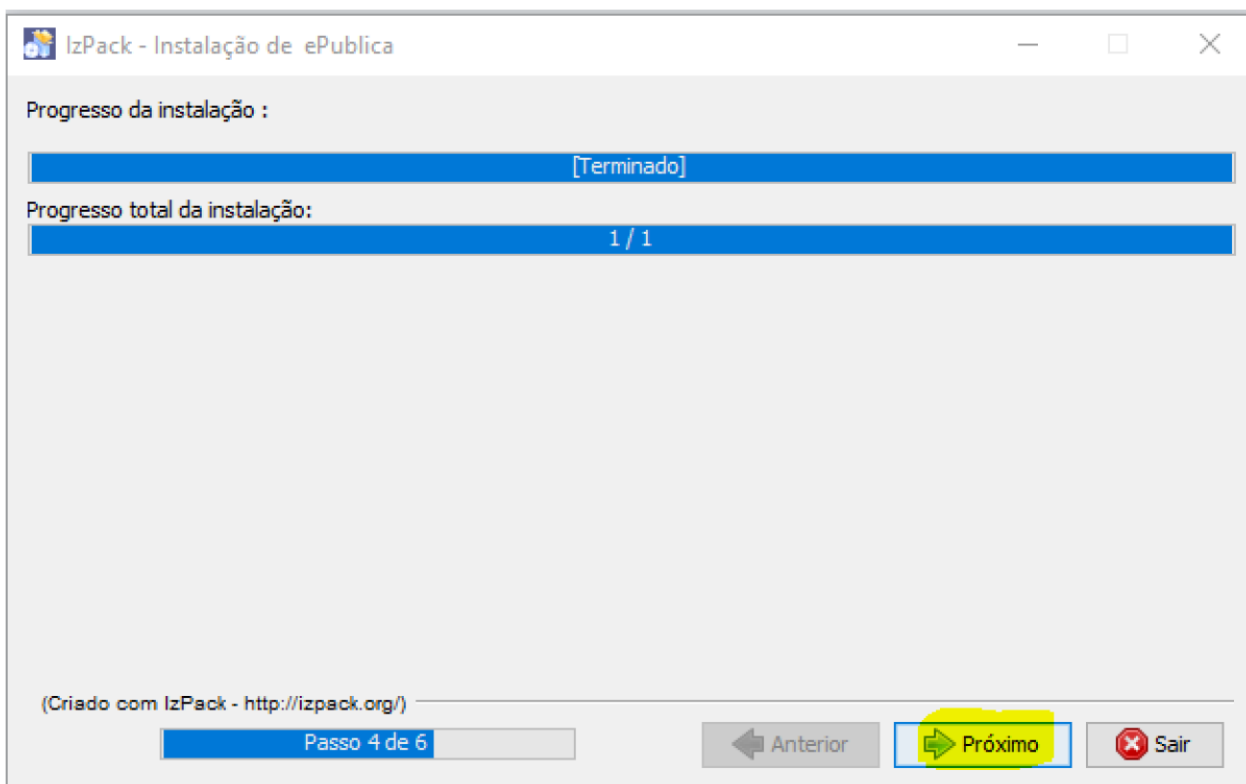 IzPack - Instalação de ePublica
Progresso da instalação :
[Terminado]
Progresso total da instalação:
1 / 1
(Criado com IzPack - http://izpack.org/)
Passo 4 de 6
Anterior
Próximo
Sair